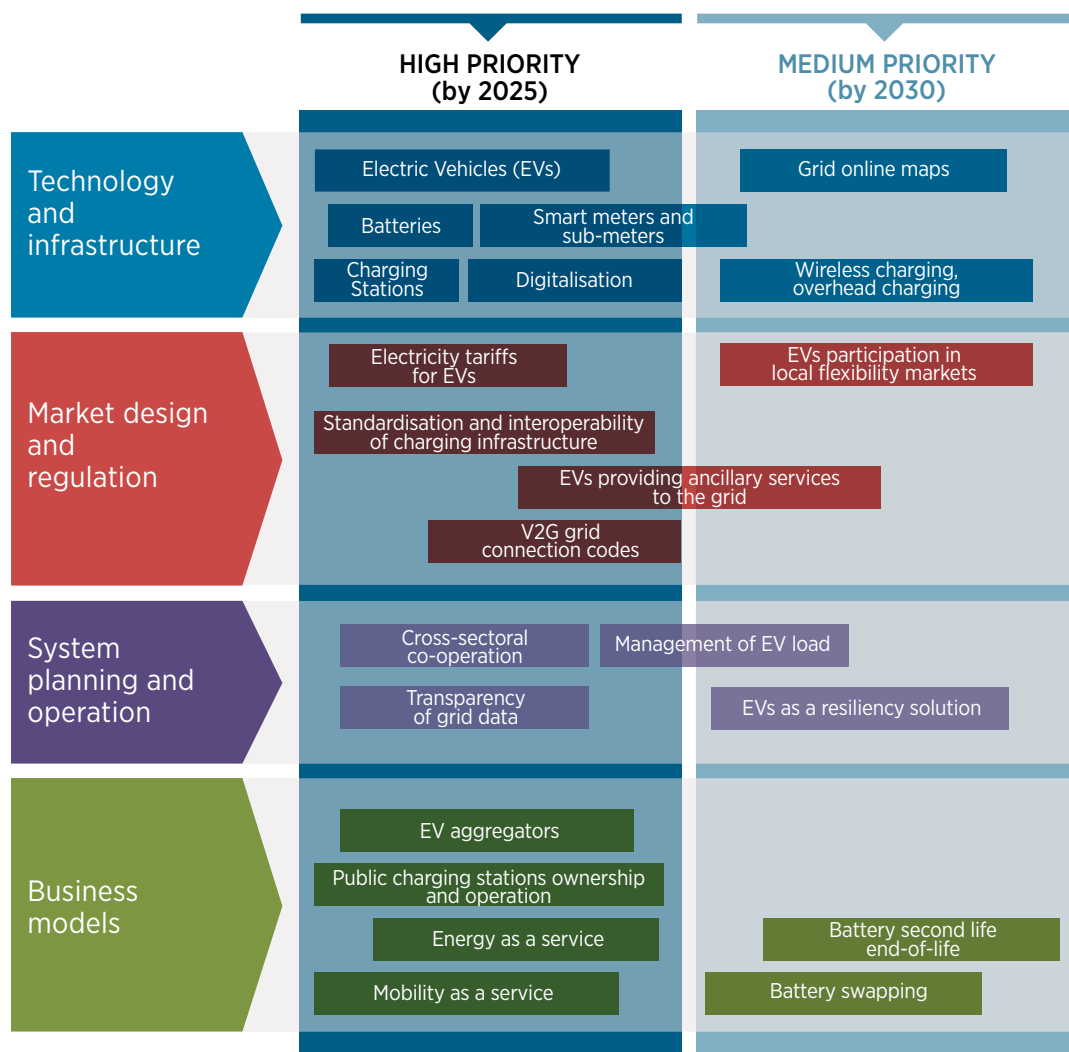 HIGH PRIORITY
(by 2025)
MEDIUM PRIORITY
(by 2030)
Technology
and
infrastructure
Electric Vehicles (EVs)
Grid online maps
Batteries
Smart meters and
sub-meters
Charging
Stations
Digitalisation
Wireless charging,
overhead charging
Market design
and
regulation
Electricity tariffs
for EVs
EVs participation in
local flexibility markets
Standardisation and interoperability
of charging infrastructure
EVs providing ancillary services
to the grid
V2G grid
connection codes
System
planning and
operation
Cross-sectoral
co-operation
Management of EV load
Transparency
of grid data
EVs as a resiliency solution
Business
models
EV aggregators
Public charging stations ownership
and operation
Energy as a service
Battery second life
end-of-life
Mobility as a service
Battery swapping